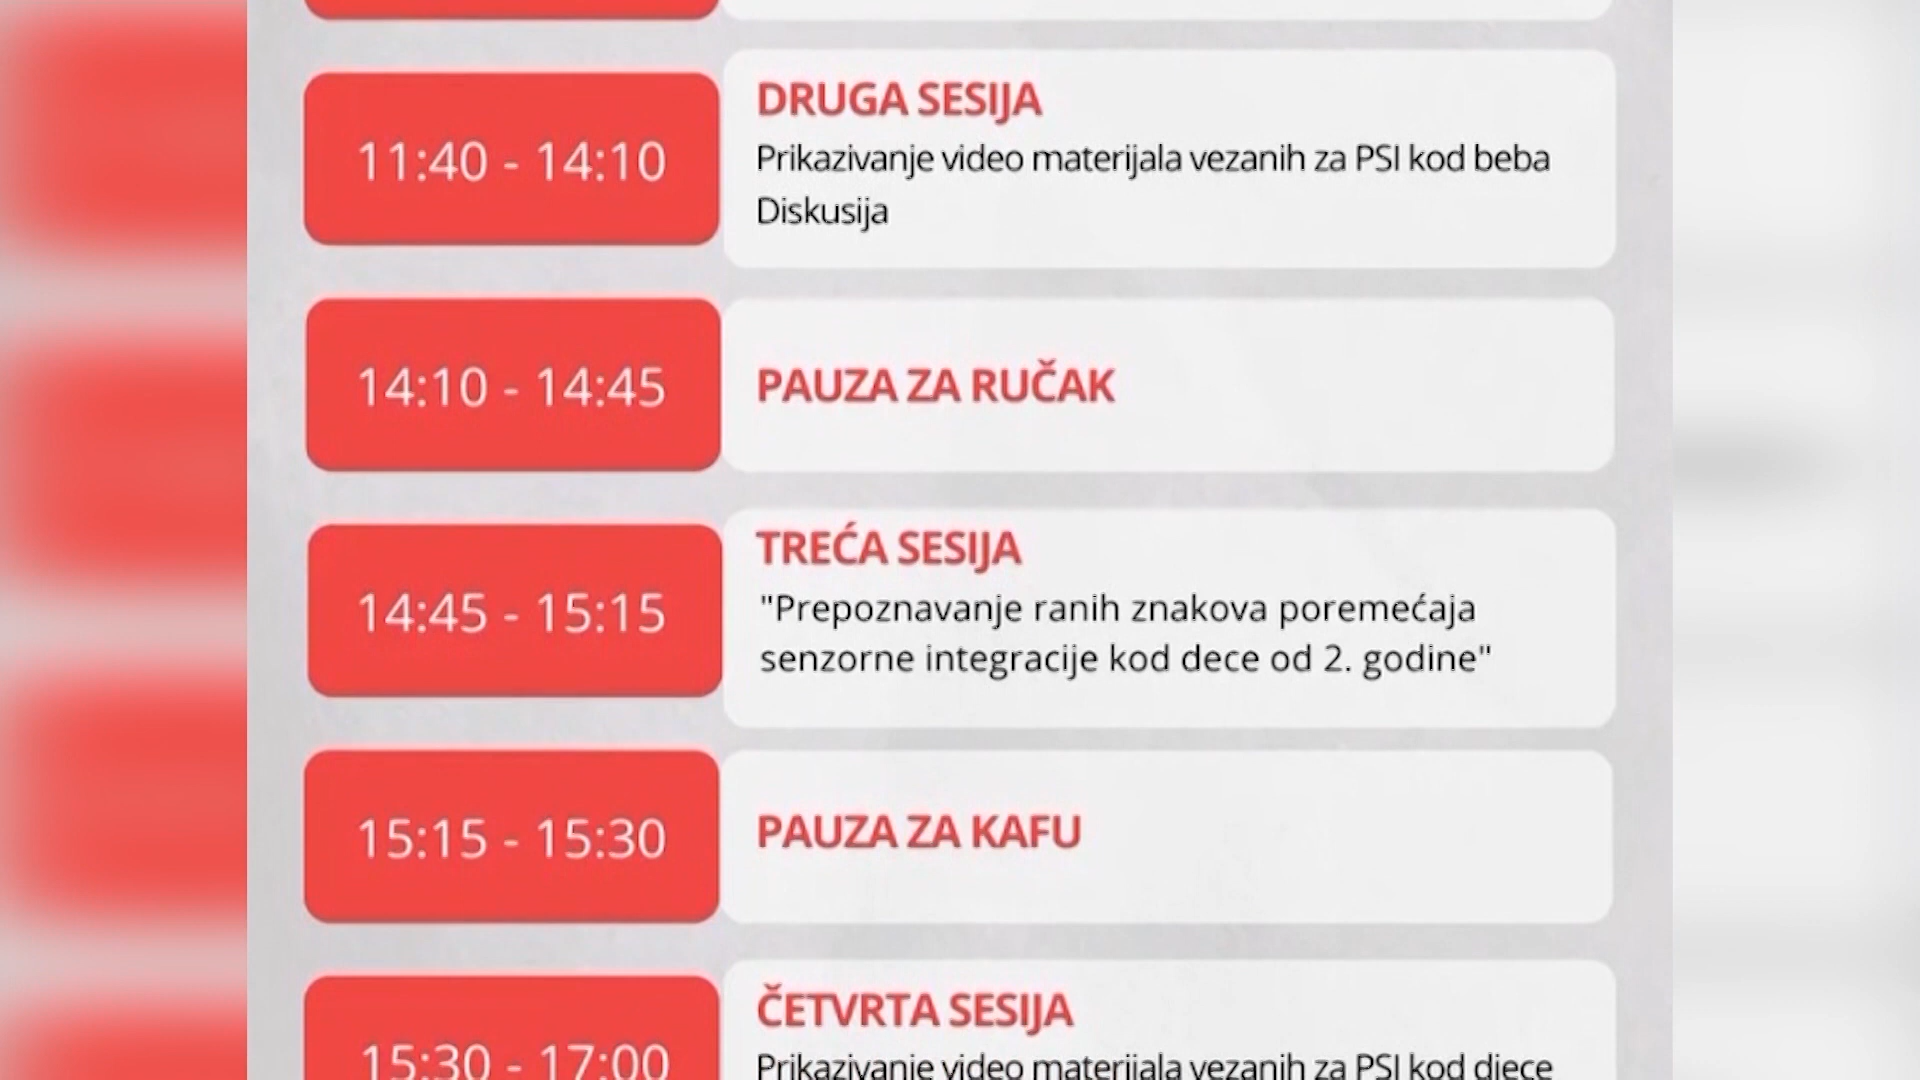 11:40 - 14:10
DRUGA SESIJA
Prikazivanje video materijala vezanih za PSI kod beba
Diskusija
14:10 - 14:45
PAUZA ZA RUČAK
14:45 - 15:15
TREĆA SESIJA
"Prepoznavanje ranih znakova poremećaja
senzorne integracije kod dece od 2. godine"
15:15 - 15:30
PAUZA ZA KAFU
15:30 - 17:00
ČETVRTA SESIJA
Prikazivanje video materijala vezanih za PSI kod djece